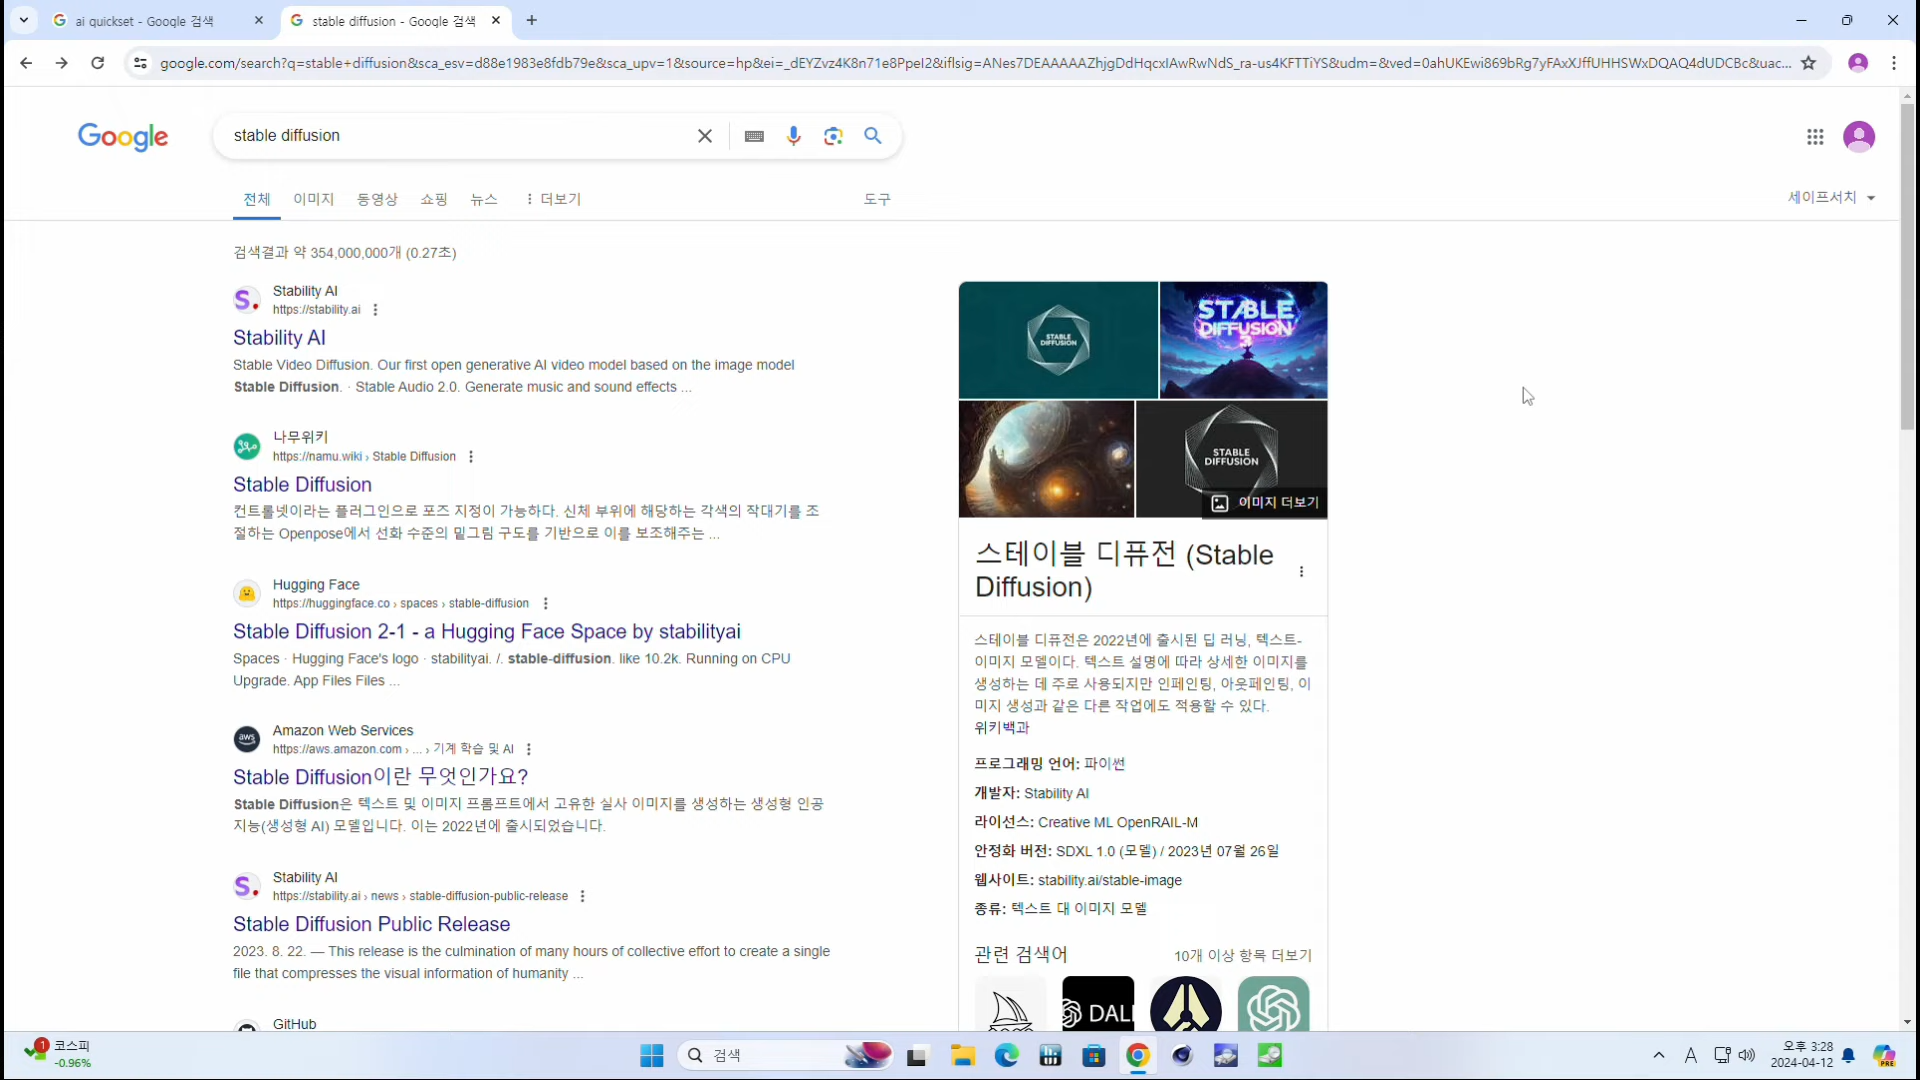 ai quickset - Google 검색
stable diffusion - Google 검색
google.com/search?q=stable+diffusion&sca_esv=d88e1983e8fdb79e&sca_upv=1&source=hp&ei=_dEYZvz4K8n71e8PpeI2&iflsig=ANes7DEAAAAAZhjgDdHqcxIAwRwNdS_ra-us4KFTTiYS&udm=&ved=0ahUKEwi869bRg7yFAxXJffUHHSWxDQAQ4dUDCBc&uac...
Google
stable diffusion
전체 이미지 동영상 쇼핑 뉴스 더보기 도구
세이프서치
검색결과 약 354,000,000개 (0.27초)
Stability AI
https://stability.ai
Stability AI
Stable Video Diffusion. Our first open generative AI video model based on the image model
Stable Diffusion. · Stable Audio 2.0. Generate music and sound effects ...
나무위키
https://namu.wiki › Stable Diffusion
Stable Diffusion
컨트롤넷이라는 플러그인으로 포즈 지정이 가능하다. 신체 부위에 해당하는 각색의 작대기를 조
절하는 Openpose에서 선화 수준의 밑그림 구도를 기반으로 이를 보조해주는 ...
Hugging Face
https://huggingface.co › spaces › stable-diffusion
Stable Diffusion 2-1 - a Hugging Face Space by stabilityai
Spaces · Hugging Face's logo · stabilityai. /. stable-diffusion. like 10.2k. Running on CPU
Upgrade. App Files Files ...
aws
Amazon Web Services
https://aws.amazon.com › ... › 기계 학습 및 AI
Stable Diffusion이란 무엇인가요?
Stable Diffusion은 텍스트 및 이미지 프롬프트에서 고유한 실사 이미지를 생성하는 생성형 인공
지능(생성형 AI) 모델입니다. 이는 2022년에 출시되었습니다.
Stability AI
https://stability.ai › news › stable-diffusion-public-release
Stable Diffusion Public Release
2023. 8. 22. — This release is the culmination of many hours of collective effort to create a single
file that compresses the visual information of humanity ...
GitHub
STABLE
DIFFUSION
STABLE
DIFFUSION
3
STABLE
DIFFUSION
이미지 더보기
스테이블 디퓨전 (Stable
Diffusion)
스테이블 디퓨전은 2022년에 출시된 딥 러닝, 텍스트-
이미지 모델이다. 텍스트 설명에 따라 상세한 이미지를
생성하는 데 주로 사용되지만 인페인팅, 아웃페인팅, 이
미지 생성과 같은 다른 작업에도 적용할 수 있다.
위키백과
프로그래밍 언어: 파이썬
개발자: Stability AI
라이선스: Creative ML OpenRAIL-M
안정화 버전: SDXL 1.0 (모델) / 2023년 07월 26일
웹사이트: stability.ai/stable-image
종류: 텍스트 대 이미지 모델
관련 검색어
10개 이상 항목 더보기
1
코스피
-0.96%
검색
A
오후 3:28
2024-04-12
PRE